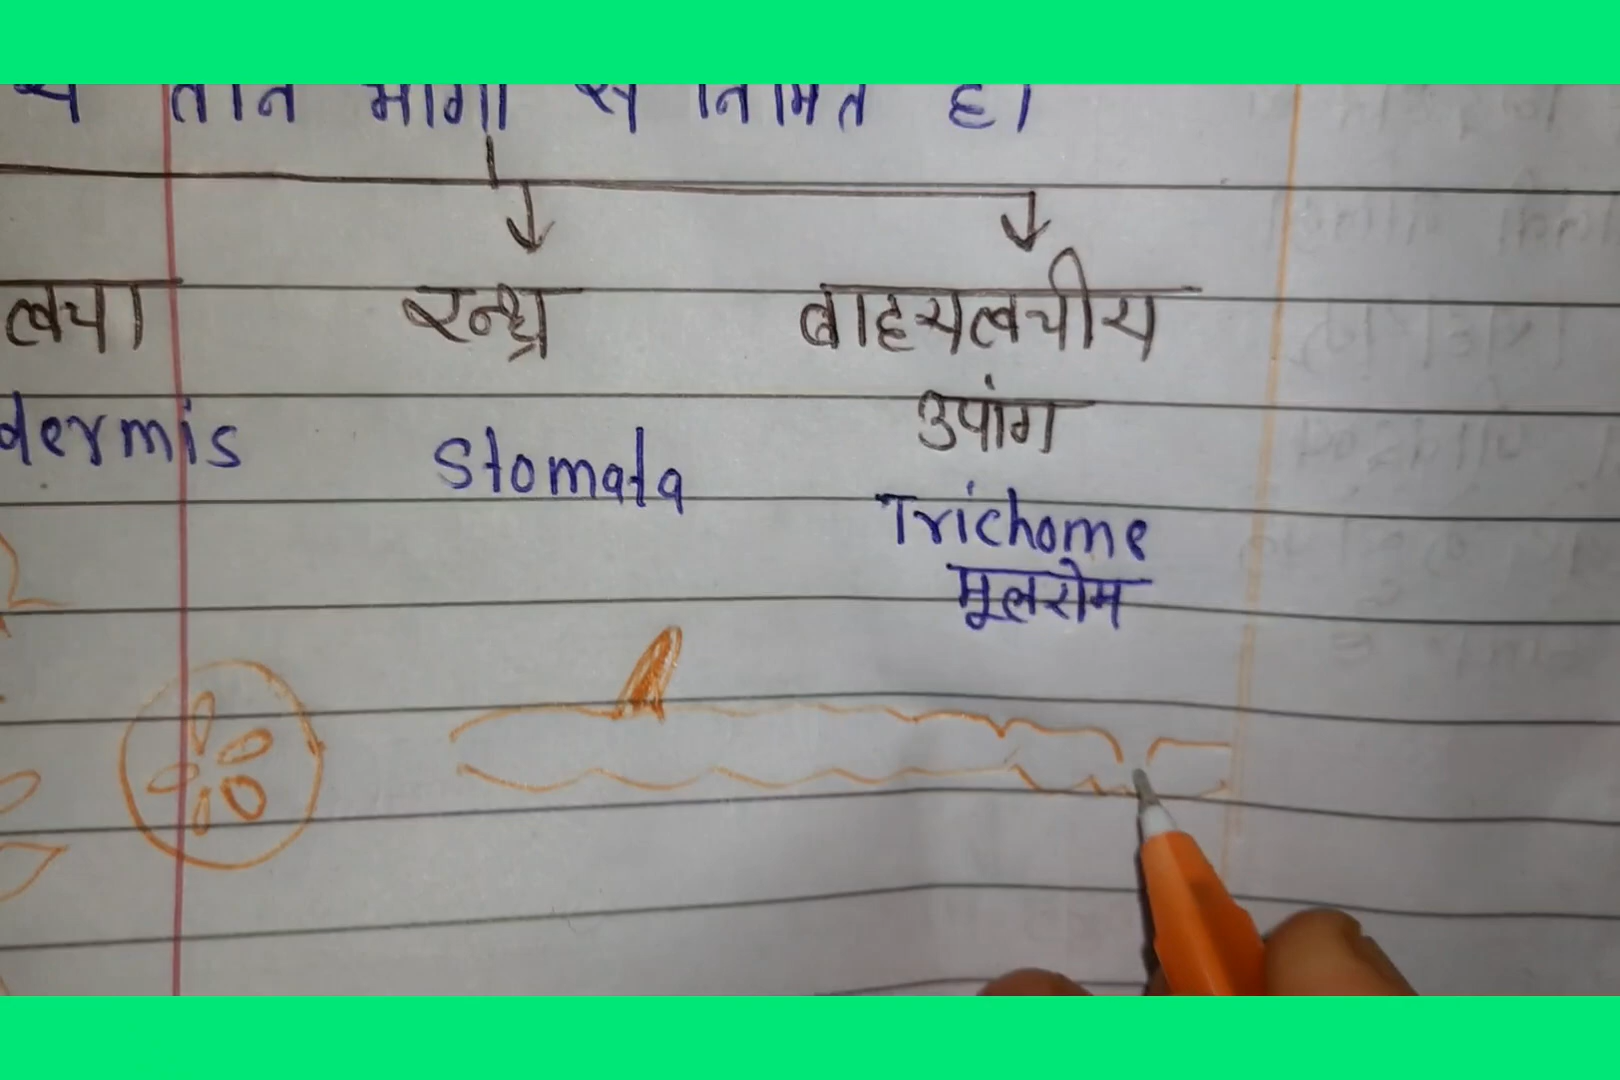 ये तीन भागों से निर्मित है।
त्वचा रन्ध्र बाह्यत्वचीय
उपांग
dermis Stomata
Trichome
मूलरोम